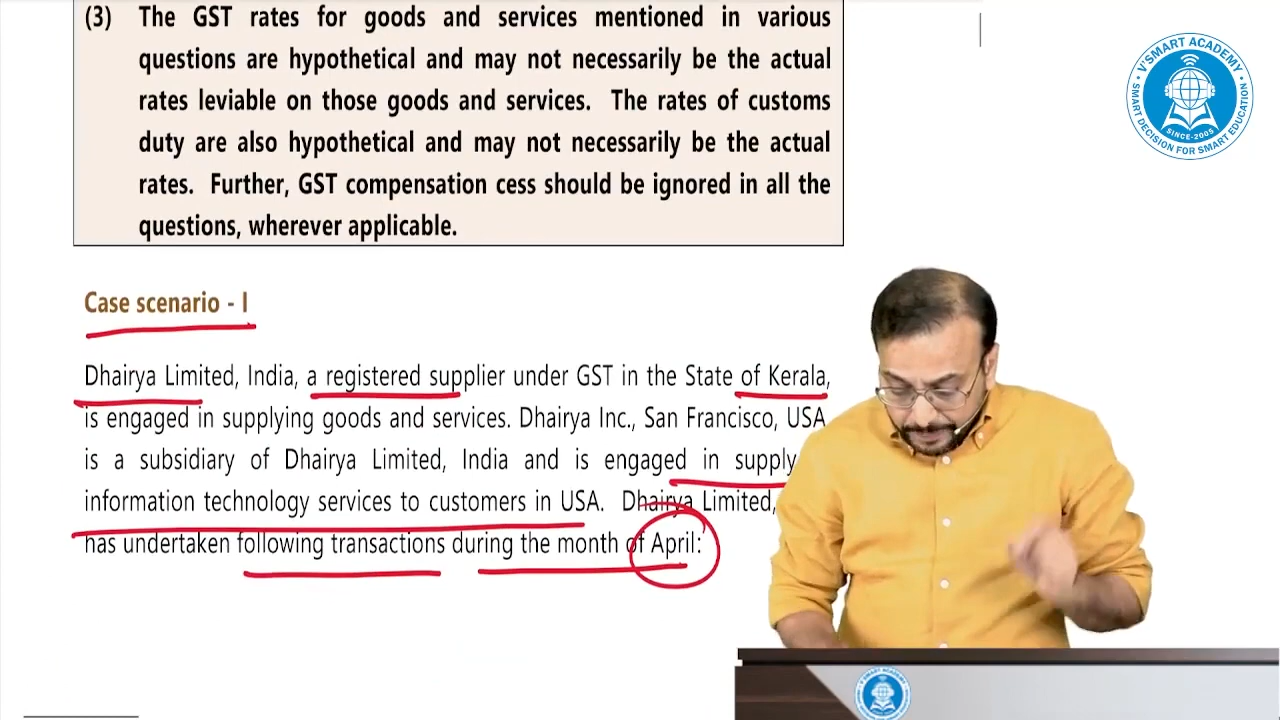 (3) The GST rates for goods and services mentioned in various
questions are hypothetical and may not necessarily be the actual
rates leviable on those goods and services. The rates of customs
duty are also hypothetical and may not necessarily be the actual
rates. Further, GST compensation cess should be ignored in all the
questions, wherever applicable.
V'SMART ACADEMY
SINCE-2005
SMART DECISION FOR SMART EDUCATION
Case scenario - I
Dhairya Limited, India, a registered supplier under GST in the State of Kerala,
is engaged in supplying goods and services. Dhairya Inc., San Francisco, USA
is a subsidiary of Dhairya Limited, India and is engaged in supply
information technology services to customers in USA. Dhairya Limited,
has undertaken following transactions during the month of April: